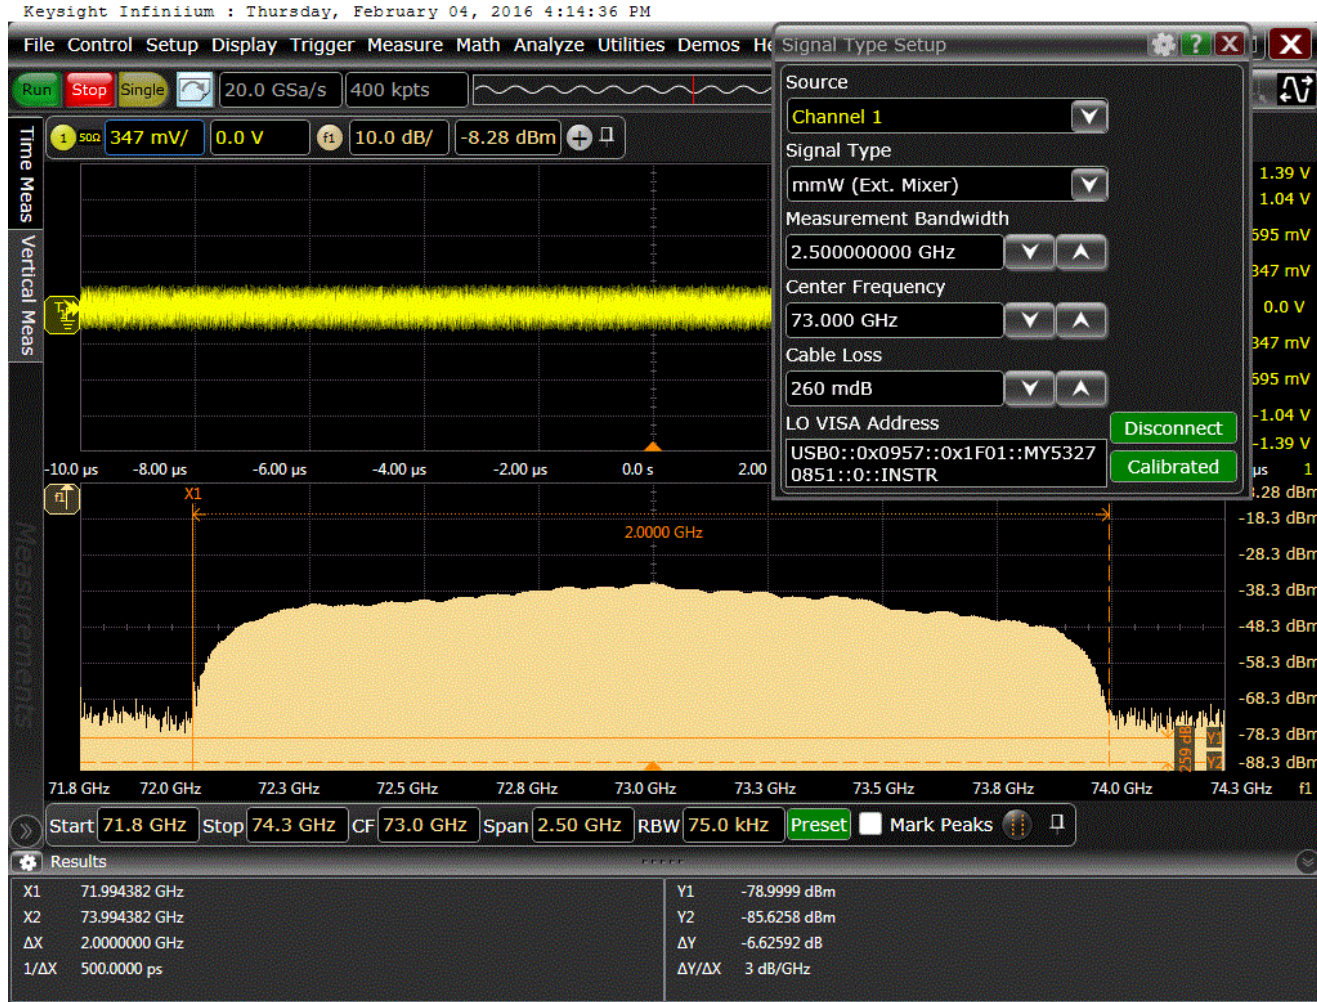 Keysight Infiniium : Thursday, February 04, 2016 4:14:36 PM
File Control Setup Display Trigger Measure Math Analyze Utilities Demos He
Signal Type Setup ? X X
Run Stop Single 20.0 GSa/s 400 kpts
1 50Ω 347 mV/ 0.0 V f1 10.0 dB/ -8.28 dBm +
Time Meas
Vertical Meas
Measurements
Source
Channel 1
Signal Type
mmW (Ext. Mixer)
Measurement Bandwidth
2.500000000 GHz
Center Frequency
73.000 GHz
Cable Loss
260 mdB
LO VISA Address
Disconnect
USB0::0x0957::0x1F01::MY5327
0851::0::INSTR
Calibrated
1.39 V
1.04 V
695 mV
347 mV
0.0 V
347 mV
695 mV
-1.04 V
-1.39 V
T
-10.0 µs -8.00 µs -6.00 µs -4.00 µs -2.00 µs 0.0 s 2.00 µs 1
f1 X1 .28 dBm
2.0000 GHz
-18.3 dBm
-28.3 dBm
-38.3 dBm
-48.3 dBm
-58.3 dBm
-68.3 dBm
-78.3 dBm
-88.3 dBm
259 dB
Y1
Y2
71.8 GHz 72.0 GHz 72.3 GHz 72.5 GHz 72.8 GHz 73.0 GHz 73.3 GHz 73.5 GHz 73.8 GHz 74.0 GHz 74.3 GHz f1
Start 71.8 GHz Stop 74.3 GHz CF 73.0 GHz Span 2.50 GHz RBW 75.0 kHz Preset Mark Peaks
Results
X1 71.994382 GHz
X2 73.994382 GHz
ΔX 2.0000000 GHz
1/ΔX 500.0000 ps
Y1 -78.9999 dBm
Y2 -85.6258 dBm
ΔY -6.62592 dB
ΔY/ΔX 3 dB/GHz